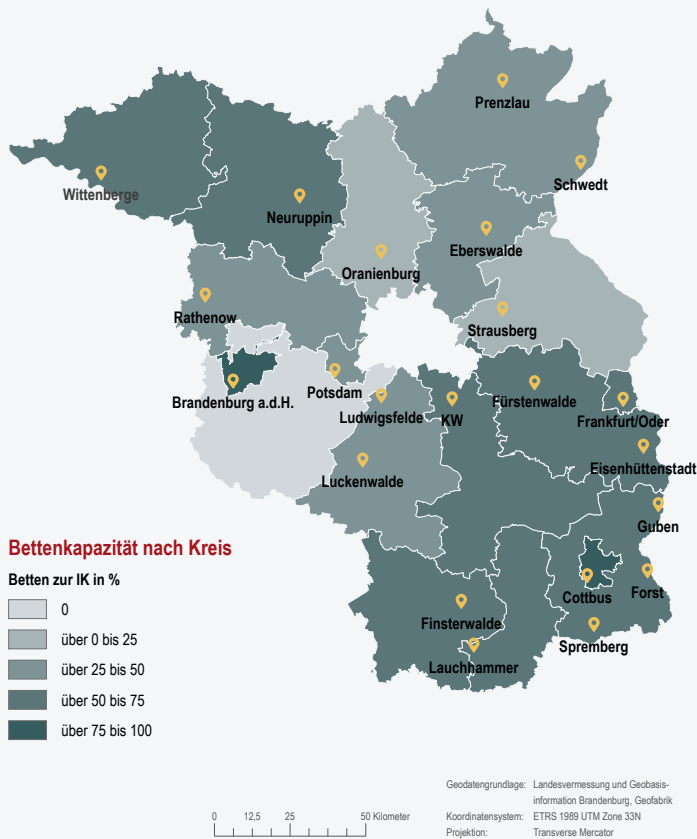 Prenzlau
Schwedt
Wittenberge
Neuruppin
Eberswalde
Oranienburg
Rathenow
Strausberg
Potsdam
Brandenburg a.d.H.
Ludwigsfelde
KW
Fürstenwalde
Frankfurt/Oder
Eisenhüttenstadt
Luckenwalde
Guben
Bettenkapazität nach Kreis
Betten zur IK in %
0
über 0 bis 25
über 25 bis 50
über 50 bis 75
über 75 bis 100
Cottbus
Forst
Finsterwalde
Spremberg
Lauchhammer
0 12,5 25 50 Kilometer
Geodatengrundlage: Landesvermessung und Geobasis-
information Brandenburg, Geofabrik
Koordinatensystem: ETRS 1989 UTM Zone 33N
Projektion: Transverse Mercator